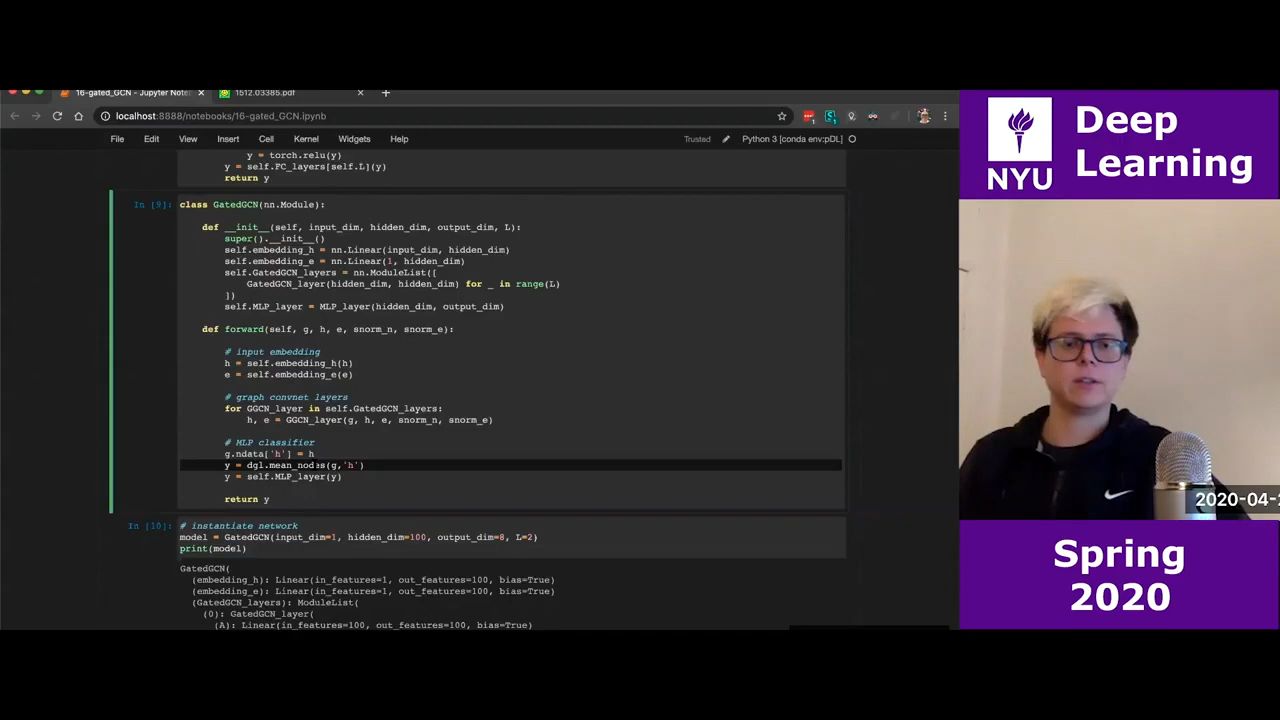 16-gated_GCN - Jupyter Note
1512.03385.pdf
localhost:8888/notebooks/16-gated_GCN.ipynb
File Edit View Insert Cell Kernel Widgets Help
Trusted
Python 3 [conda env:pDL]
y = torch.relu(y)
y = self.FC_layers[self.L](y)
return y
In [9]:
class GatedGCN(nn.Module):
def __init__(self, input_dim, hidden_dim, output_dim, L):
super().__init__()
self.embedding_h = nn.Linear(input_dim, hidden_dim)
self.embedding_e = nn.Linear(1, hidden_dim)
self.GatedGCN_layers = nn.ModuleList([
GatedGCN_layer(hidden_dim, hidden_dim) for _ in range(L)
])
self.MLP_layer = MLP_layer(hidden_dim, output_dim)
def forward(self, g, h, e, snorm_n, snorm_e):
# input embedding
h = self.embedding_h(h)
e = self.embedding_e(e)
# graph convnet layers
for GGCN_layer in self.GatedGCN_layers:
h, e = GGCN_layer(g, h, e, snorm_n, snorm_e)
# MLP classifier
g.ndata['h'] = h
y = dgl.mean_nodes(g,'h')
y = self.MLP_layer(y)
return y
In [10]:
# instantiate network
model = GatedGCN(input_dim=1, hidden_dim=100, output_dim=8, L=2)
print(model)
GatedGCN(
(embedding_h): Linear(in_features=1, out_features=100, bias=True)
(embedding_e): Linear(in_features=1, out_features=100, bias=True)
(GatedGCN_layers): ModuleList(
(0): GatedGCN_layer(
(A): Linear(in_features=100, out_features=100, bias=True)
NYU
Deep
Learning
2020-04-2
Spring
2020